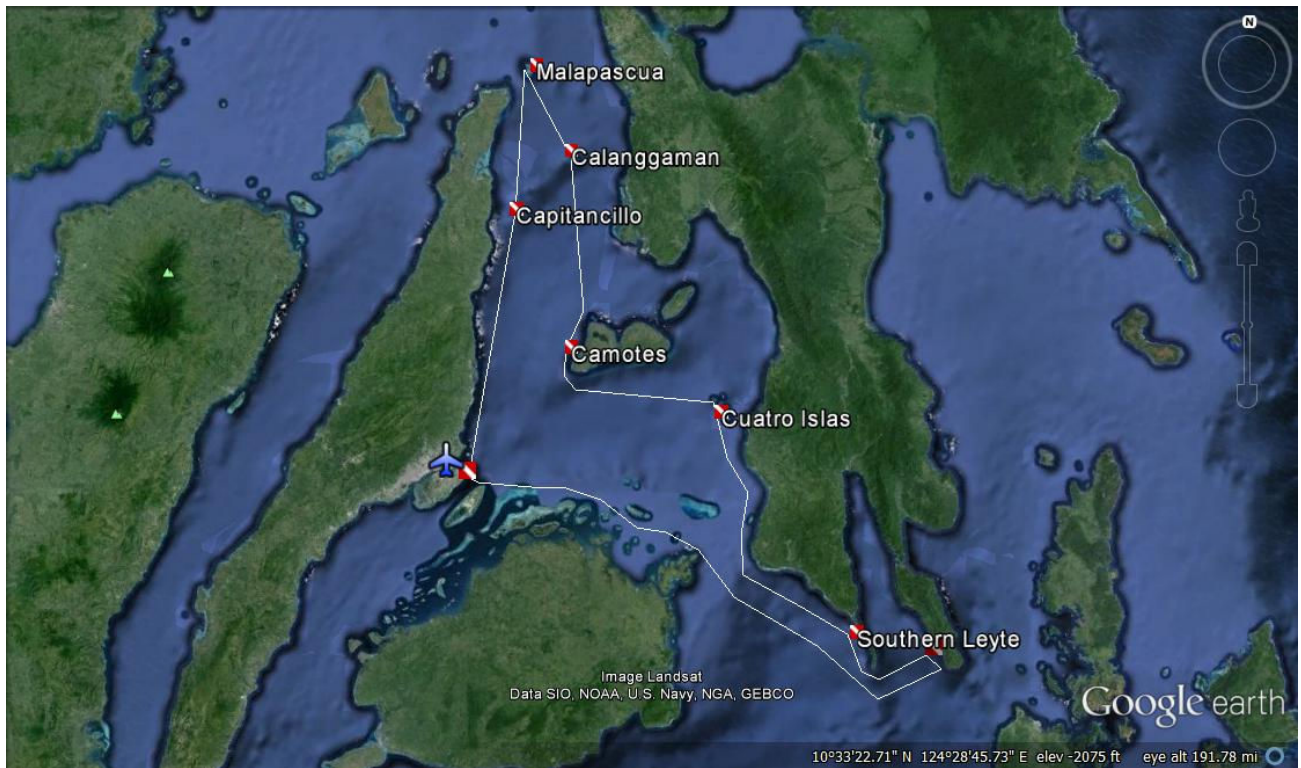 N
Malapascua
Calanggaman
Capitancillo
Camotes
Cuatro Islas
Southern Leyte
Image Landsat
Data SIO, NOAA, U.S. Navy, NGA, GEBCO
Google earth
10°33'22.71" N 124°28'45.73" E elev -2075 ft eye alt 191.78 mi